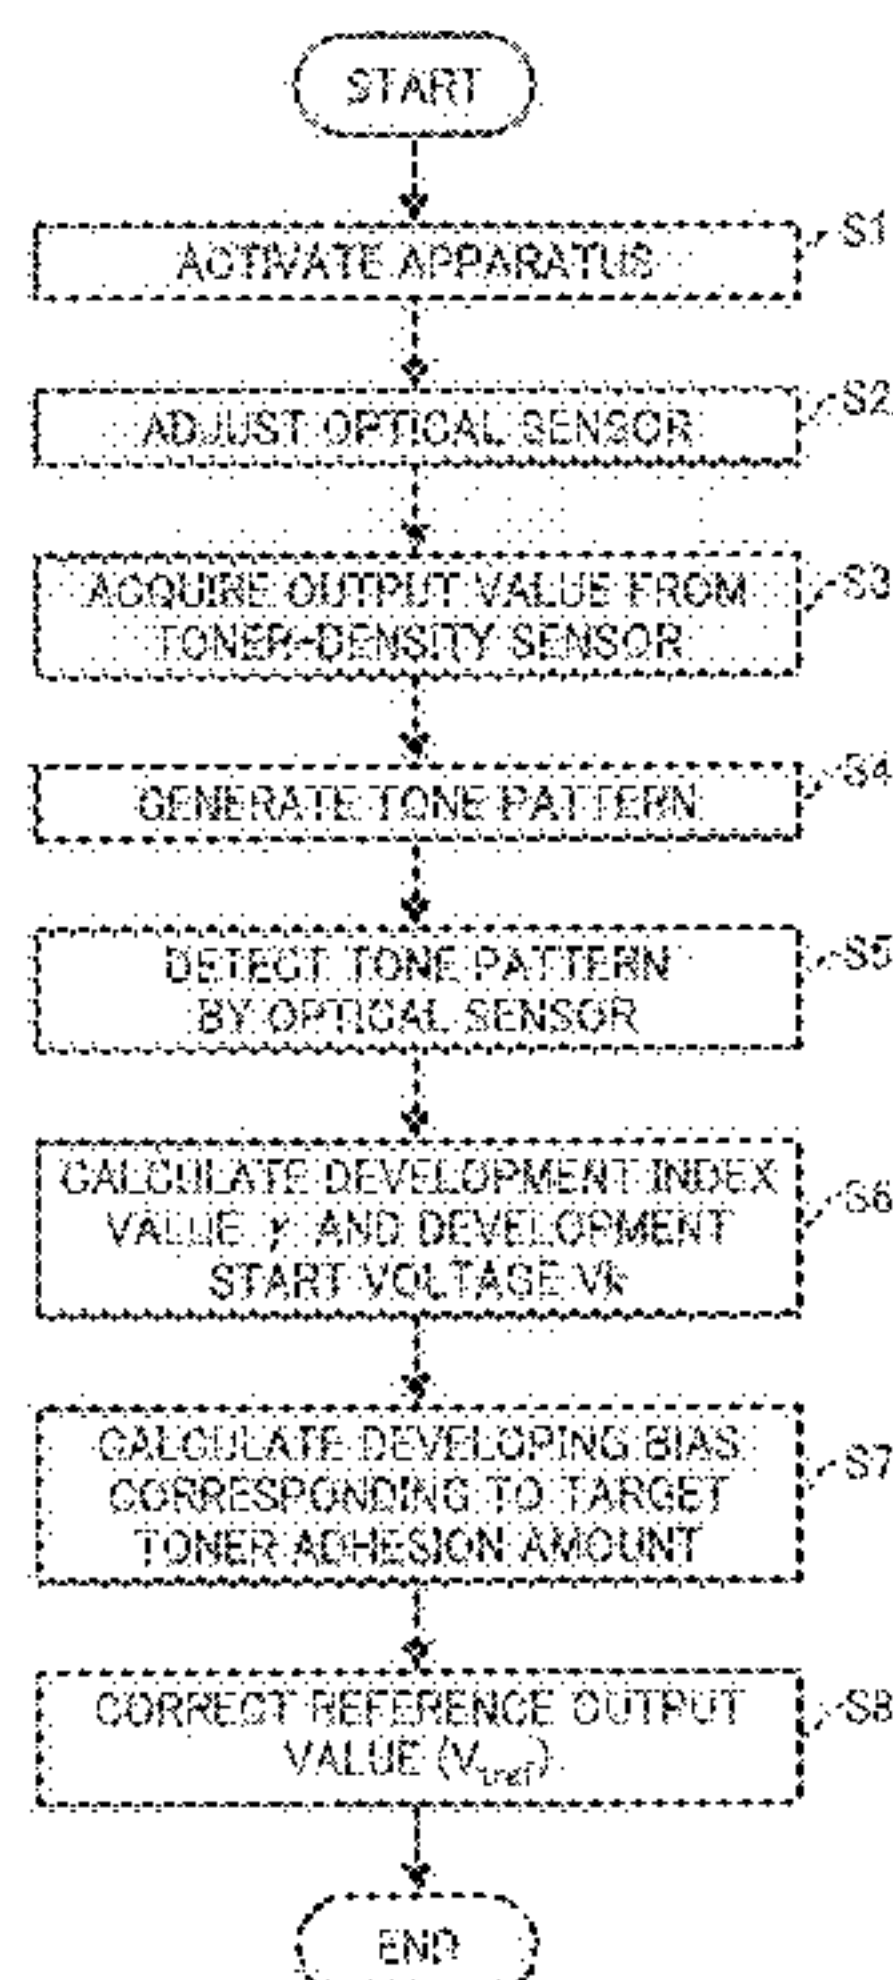 START
S1
ACTIVATE APPARATUS
S2
ADJUST OPTICAL SENSOR
S3
ACQUIRE OUTPUT VALUE FROM
TONER-DENSITY SENSOR
S4
GENERATE TONE PATTERN
S5
DETECT TONE PATTERN
BY OPTICAL SENSOR
CALCULATE DEVELOPMENT INDEX
S6
VALUE γ AND DEVELOPMENT
START VOLTAGE Vk
CALCULATE DEVELOPING BIAS
S7
CORRESPONDING TO TARGET
TONER ADHESION AMOUNT
S8
CORRECT REFERENCE OUTPUT
VALUE (Vtref)
END